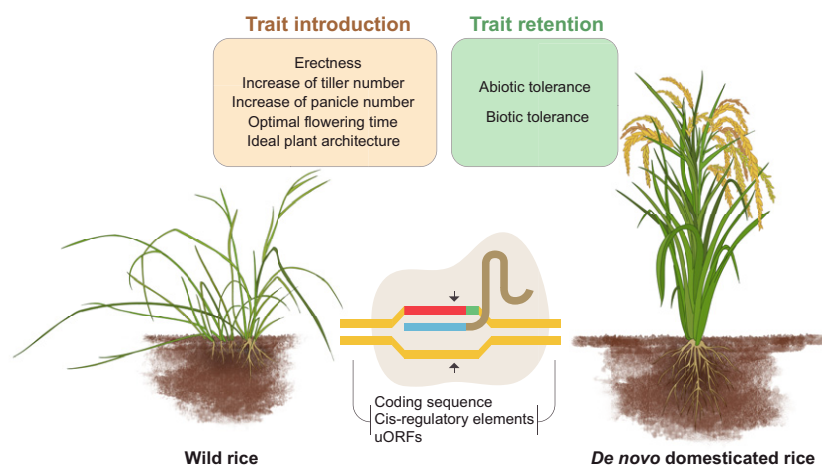 Trait introduction
Trait retention
Erectness
Increase of tiller number
Increase of panicle number
Optimal flowering time
Ideal plant architecture
Abiotic tolerance
Biotic tolerance
Coding sequence
Cis-regulatory elements
uORFs
Wild rice
De novo domesticated rice